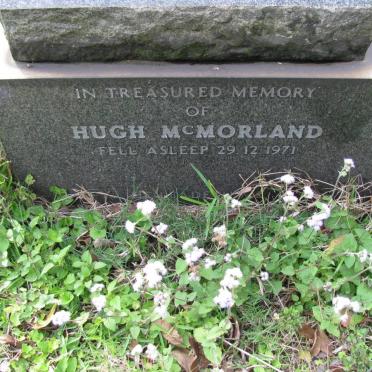 IN TREASURED MEMORY
OF
HUGH McMORLAND
FELL ASLEEP 29.12.1971